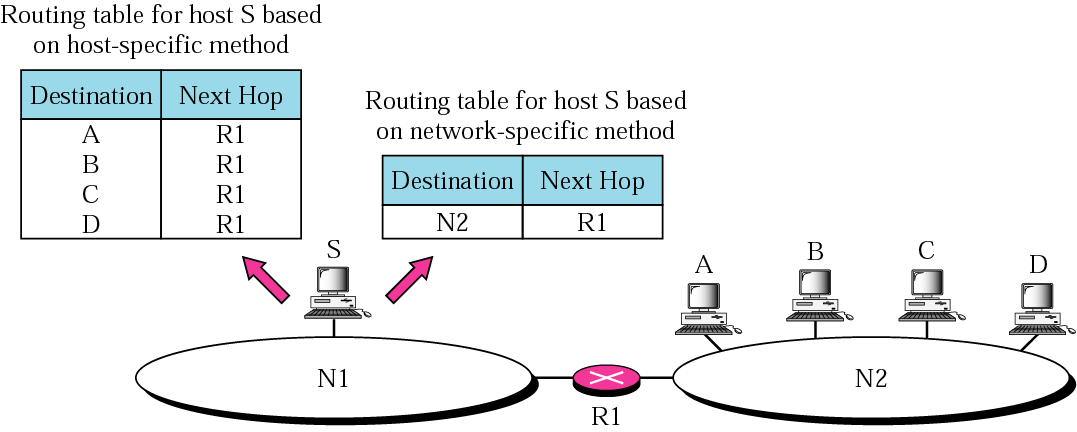 Routing table for host S based
on host-specific method
Destination Next Hop
A R1
B R1
C R1
D R1
Routing table for host S based
on network-specific method
Destination Next Hop
N2 R1
S
A
B
C
D
N1
R1
N2